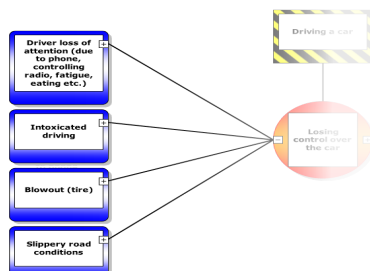 Driver loss of
attention (due
to phone,
controlling
radio, fatigue,
eating etc.)
Intoxicated
driving
Blowout (tire)
Slippery road
conditions
Driving a car
Losing
control over
the car